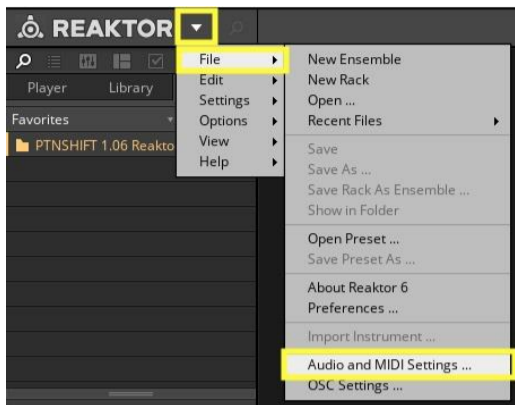 REAKTOR
Player Library
Favorites
PTNSHIFT 1.06 Reakto
File
Edit
Settings
Options
View
Help
New Ensemble
New Rack
Open ...
Recent Files
Save
Save As ...
Save Rack As Ensemble ...
Show in Folder
Open Preset ...
Save Preset As ...
About Reaktor 6
Preferences ...
Import Instrument ...
Audio and MIDI Settings ...
OSC Settings ...